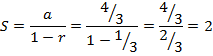 S = a/(1 − r) = (4/3)/(1 − 1/3) = (4/3)/(2/3) = 2